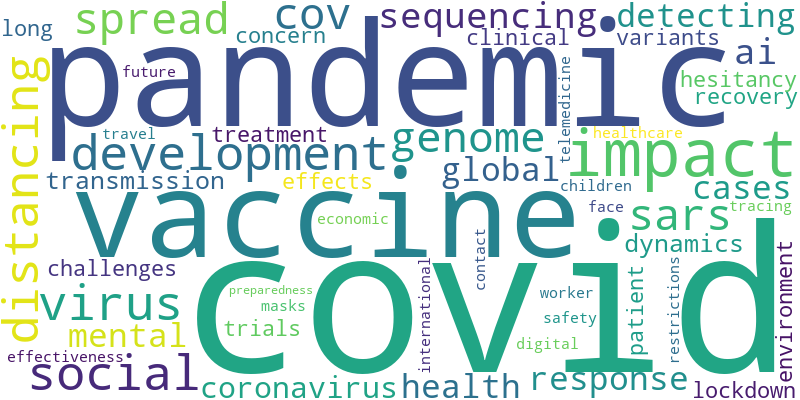 long
spread
cov
sequencing
detecting
concern
clinical
variants
ai
pandemic
future
hesitancy
recovery
distancing
travel
treatment
genome
telemedicine
healthcare
development
impact
transmission
effects
global
children
cases
vaccine
economic
face
sars
tracing
challenges
covid
contact
dynamics
virus
preparedness
masks
international
worker
patient
restrictions
environment
mental
trials
safety
effectiveness
digital
social
coronavirus
health
response
lockdown